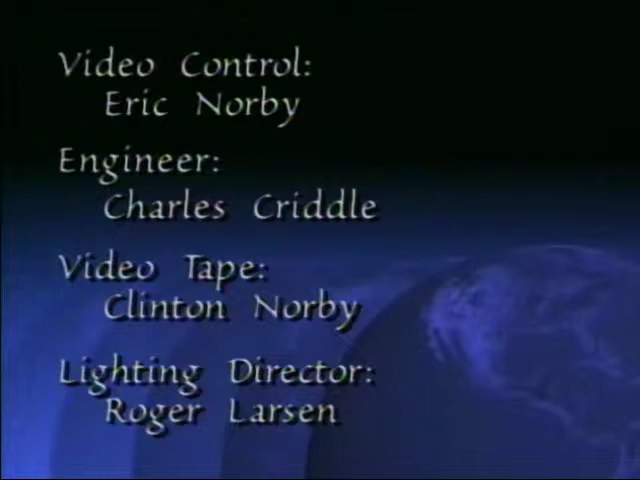 Video Control:
Eric Norby
Engineer:
Charles Criddle
Video Tape:
Clinton Norby
Lighting Director:
Roger Larsen